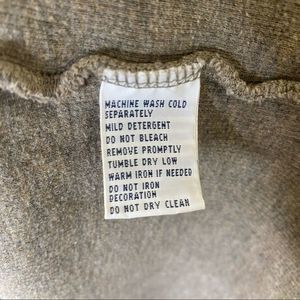 MACHINE WASH COLD
SEPARATELY
MILD DETERGENT
DO NOT BLEACH
REMOVE PROMPTLY
TUMBLE DRY LOW
WARM IRON IF NEEDED
DO NOT IRON
DECORATION
DO NOT DRY CLEAN